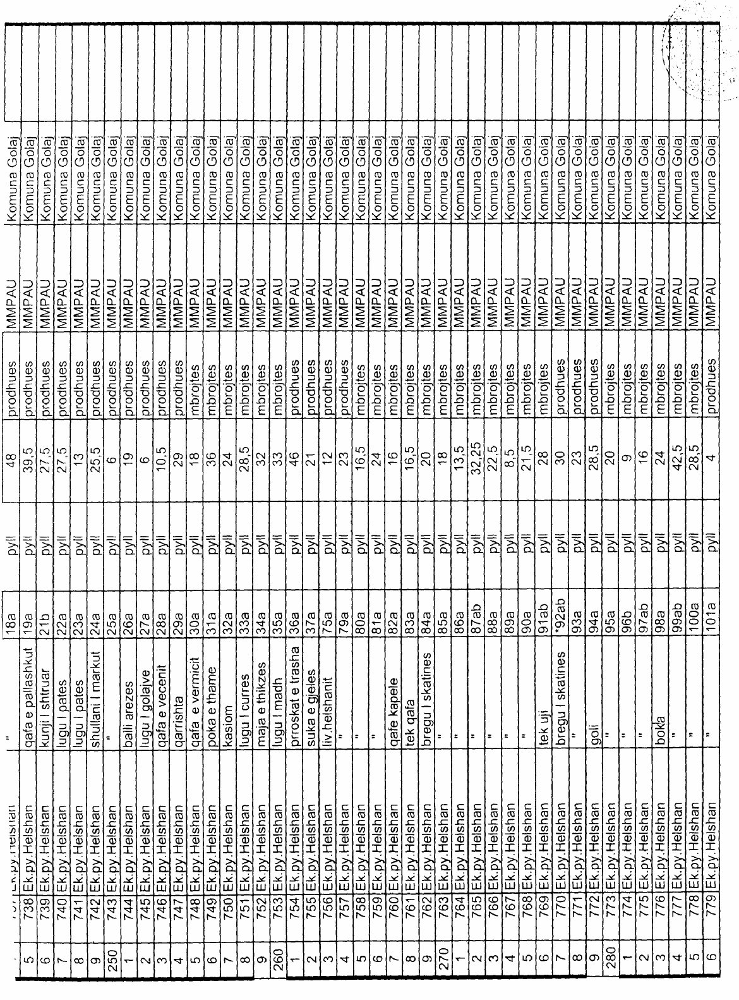 Ek.py.Helshan " 18a pyll 48 prodhues MMPAU Komuna Golaj
5 738 Ek.py.Helshan qafa e pallashkut 19a pyll 39,5 prodhues MMPAU Komuna Golaj
6 739 Ek.py.Helshan kunji I shtruar 21b pyll 27,5 prodhues MMPAU Komuna Golaj
7 740 Ek.py.Helshan lugu I pates 22a pyll 27,5 prodhues MMPAU Komuna Golaj
8 741 Ek.py.Helshan lugu I pates 23a pyll 13 prodhues MMPAU Komuna Golaj
9 742 Ek.py.Helshan shullani I markut 24a pyll 25,5 prodhues MMPAU Komuna Golaj
250 743 Ek.py.Helshan " 25a pyll 6 prodhues MMPAU Komuna Golaj
1 744 Ek.py.Helshan balli arezes 26a pyll 19 prodhues MMPAU Komuna Golaj
2 745 Ek.py.Helshan lugu I golajve 27a pyll 6 prodhues MMPAU Komuna Golaj
3 746 Ek.py.Helshan qafa e vecenit 28a pyll 10,5 prodhues MMPAU Komuna Golaj
4 747 Ek.py.Helshan qarrishta 29a pyll 29 prodhues MMPAU Komuna Golaj
5 748 Ek.py.Helshan qafa e vermicit 30a pyll 18 mbrojtes MMPAU Komuna Golaj
6 749 Ek.py.Helshan poka e thame 31a pyll 36 mbrojtes MMPAU Komuna Golaj
7 750 Ek.py.Helshan kasiom 32a pyll 24 mbrojtes MMPAU Komuna Golaj
8 751 Ek.py.Helshan lugu I curres 33a pyll 28,5 mbrojtes MMPAU Komuna Golaj
9 752 Ek.py.Helshan maja e thikzes 34a pyll 32 mbrojtes MMPAU Komuna Golaj
260 753 Ek.py.Helshan lugu I madh 35a pyll 33 mbrojtes MMPAU Komuna Golaj
1 754 Ek.py.Helshan prroskat e trasha 36a pyll 46 prodhues MMPAU Komuna Golaj
2 755 Ek.py.Helshan suka e gjeles 37a pyll 21 prodhues MMPAU Komuna Golaj
3 756 Ek.py.Helshan liv.helshanit 75a pyll 12 prodhues MMPAU Komuna Golaj
4 757 Ek.py.Helshan " 79a pyll 23 prodhues MMPAU Komuna Golaj
5 758 Ek.py.Helshan " 80a pyll 16,5 mbrojtes MMPAU Komuna Golaj
6 759 Ek.py.Helshan " 81a pyll 24 mbrojtes MMPAU Komuna Golaj
7 760 Ek.py.Helshan qafe kapele 82a pyll 16 mbrojtes MMPAU Komuna Golaj
8 761 Ek.py.Helshan tek qafa 83a pyll 16,5 mbrojtes MMPAU Komuna Golaj
9 762 Ek.py.Helshan bregu I skatines 84a pyll 20 mbrojtes MMPAU Komuna Golaj
270 763 Ek.py.Helshan " 85a pyll 18 mbrojtes MMPAU Komuna Golaj
1 764 Ek.py.Helshan " 86a pyll 13,5 mbrojtes MMPAU Komuna Golaj
2 765 Ek.py.Helshan " 87ab pyll 32,25 mbrojtes MMPAU Komuna Golaj
3 766 Ek.py.Helshan " 88a pyll 22,5 mbrojtes MMPAU Komuna Golaj
4 767 Ek.py.Helshan " 89a pyll 8,5 mbrojtes MMPAU Komuna Golaj
5 768 Ek.py.Helshan " 90a pyll 21,5 mbrojtes MMPAU Komuna Golaj
6 769 Ek.py.Helshan tek uji 91ab pyll 28 mbrojtes MMPAU Komuna Golaj
7 770 Ek.py.Helshan bregu I skatines *92ab pyll 30 prodhues MMPAU Komuna Golaj
8 771 Ek.py.Helshan " 93a pyll 23 prodhues MMPAU Komuna Golaj
9 772 Ek.py.Helshan goli 94a pyll 28,5 prodhues MMPAU Komuna Golaj
280 773 Ek.py.Helshan " 95a pyll 20 mbrojtes MMPAU Komuna Golaj
1 774 Ek.py.Helshan " 96b pyll 9 mbrojtes MMPAU Komuna Golaj
2 775 Ek.py.Helshan " 97ab pyll 16 mbrojtes MMPAU Komuna Golaj
3 776 Ek.py.Helshan boka 98a pyll 24 mbrojtes MMPAU Komuna Golaj
4 777 Ek.py.Helshan " 99ab pyll 42,5 mbrojtes MMPAU Komuna Golaj
5 778 Ek.py.Helshan " 100a pyll 28,5 mbrojtes MMPAU Komuna Golaj
6 779 Ek.py.Helshan " 101a pyll 4 prodhues MMPAU Komuna Golaj